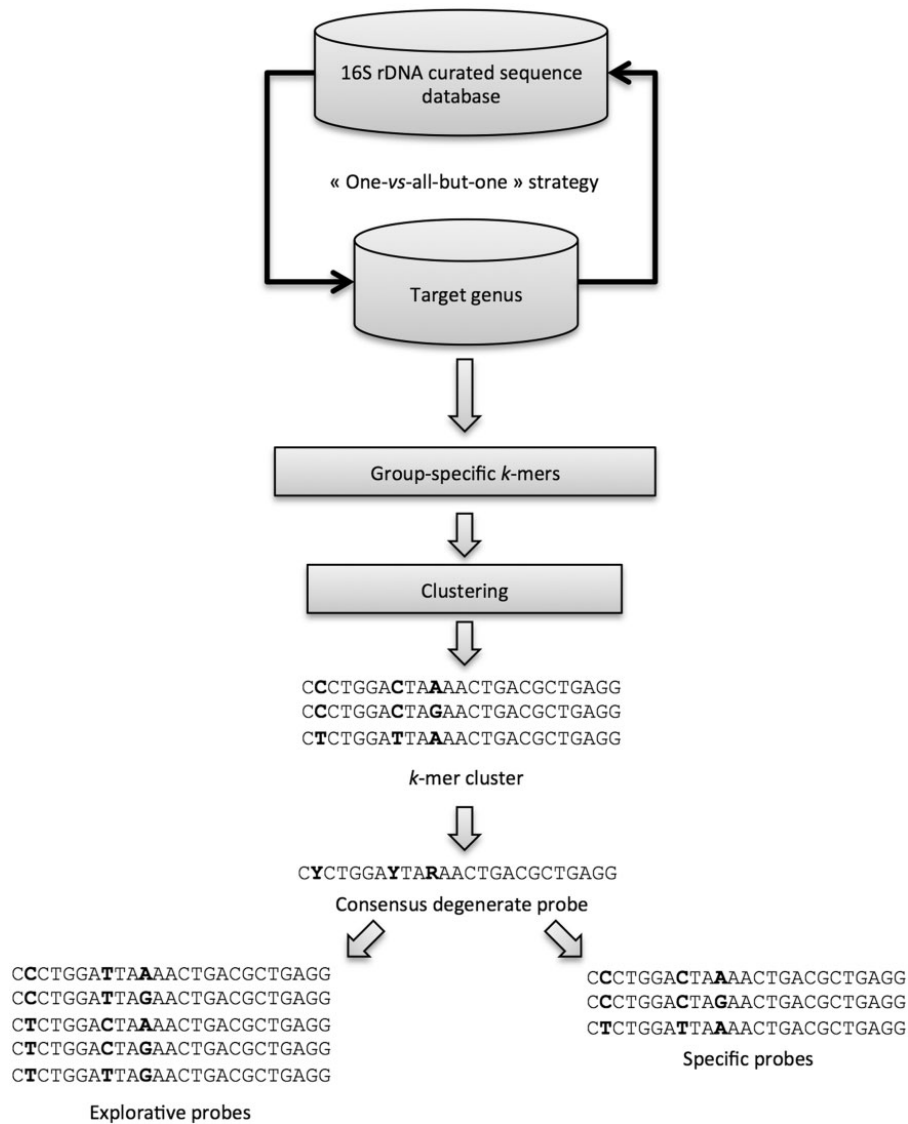 16S rDNA curated sequence
database
« One-vs-all-but-one » strategy
Target genus
Group-specific k-mers
Clustering
CCCTGGACTAAAACTGACGCTGAGG
CCCTGGACTAGAACTGACGCTGAGG
CTCTGGATTAAAACTGACGCTGAGG
k-mer cluster
CYCTGGAYTARAACTGACGCTGAGG
Consensus degenerate probe
CCCTGGATTAAAACTGACGCTGAGG
CCCTGGATTAGAACTGACGCTGAGG
CTCTGGACTAAAACTGACGCTGAGG
CTCTGGACTAGAACTGACGCTGAGG
CTCTGGATTAGAACTGACGCTGAGG
Explorative probes
CCCTGGACTAAAACTGACGCTGAGG
CCCTGGACTAGAACTGACGCTGAGG
CTCTGGATTAAAACTGACGCTGAGG
Specific probes